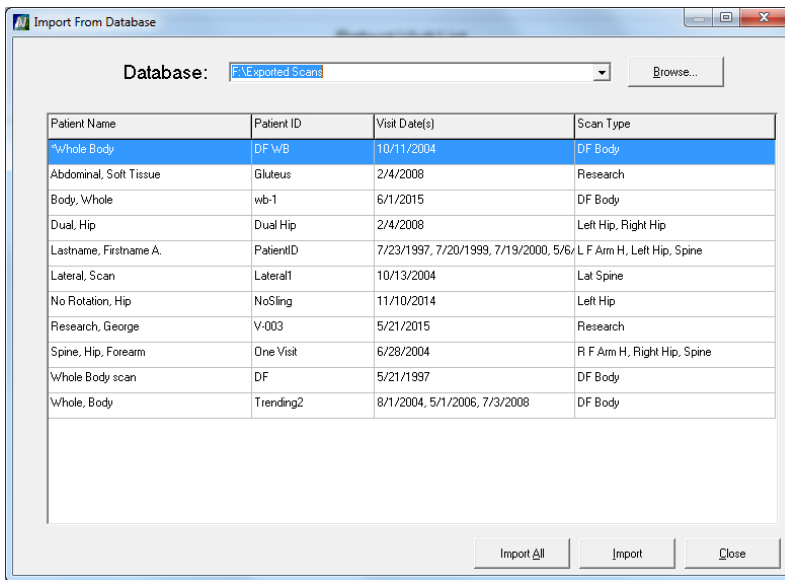 Import From Database
Database: F:\Exported Scans Browse...
Patient Name Patient ID Visit Date(s) Scan Type
*Whole Body DF WB 10/11/2004 DF Body
Abdominal, Soft Tissue Gluteus 2/4/2008 Research
Body, Whole wb-1 6/1/2015 DF Body
Dual, Hip Dual Hip 2/4/2008 Left Hip, Right Hip
Lastname, Firstname A. PatientID 7/23/1997, 7/20/1999, 7/19/2000, 5/6/ L F Arm H, Left Hip, Spine
Lateral, Scan Lateral1 10/13/2004 Lat Spine
No Rotation, Hip NoSling 11/10/2014 Left Hip
Research, George V-003 5/21/2015 Research
Spine, Hip, Forearm One Visit 6/28/2004 R F Arm H, Right Hip, Spine
Whole Body scan DF 5/21/1997 DF Body
Whole, Body Trending2 8/1/2004, 5/1/2006, 7/3/2008 DF Body
Import All Import Close